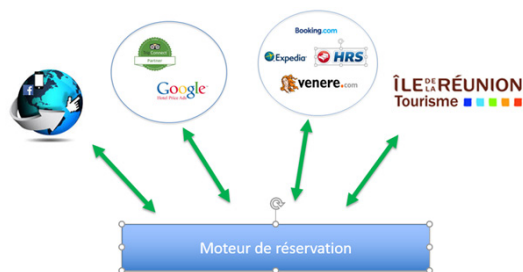 Partner
Google
Hotel Price Ads
Booking.com
Expedia
HRS
venere.com
ÎLE DE LA RÉUNION
Tourisme
Moteur de réservation